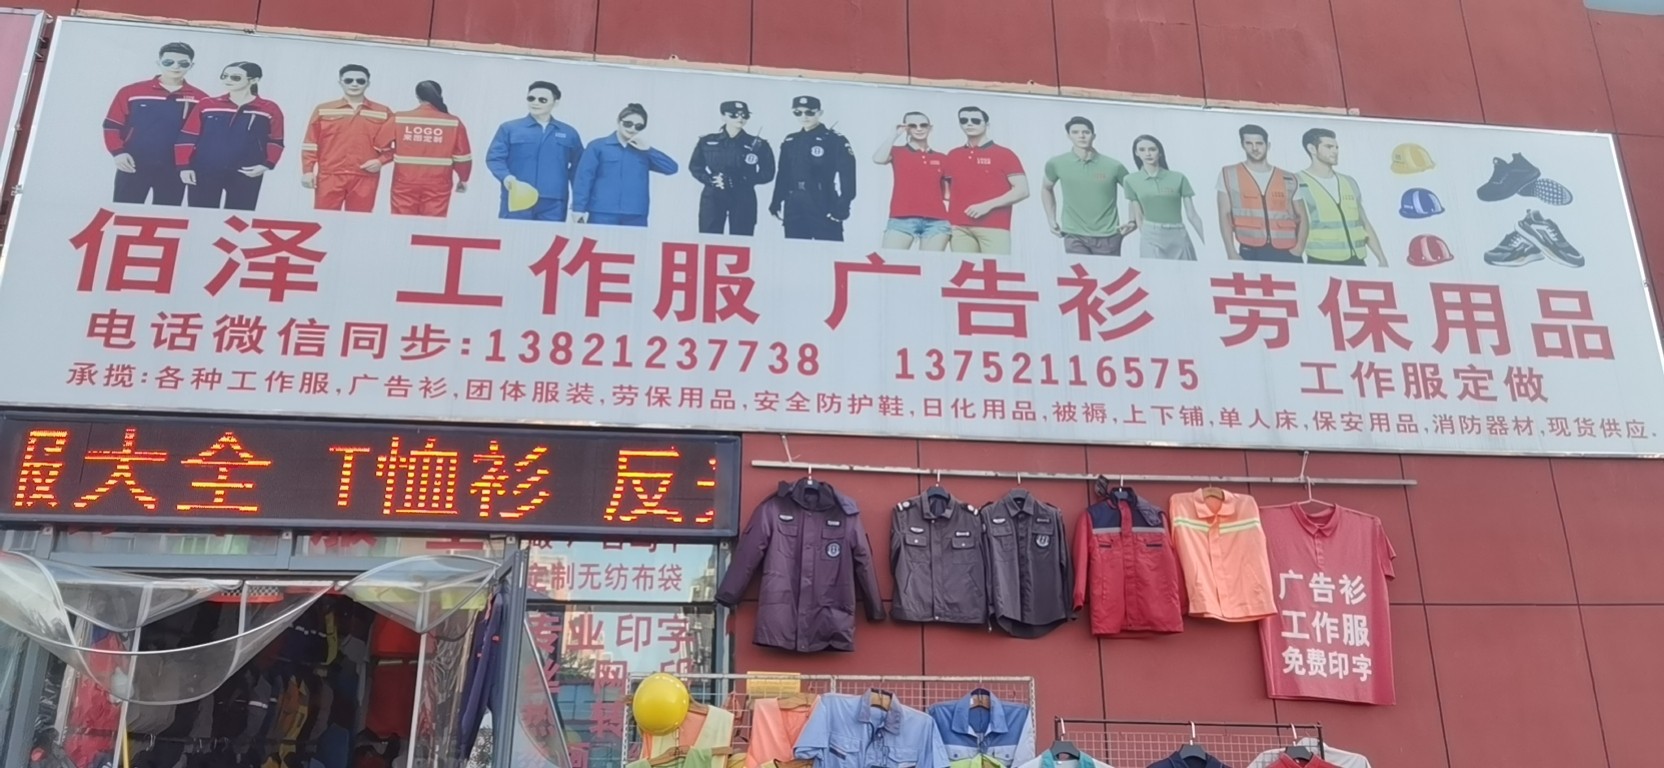 LOGO
来图定制
佰泽 工作服 广告衫 劳保用品
电话微信同步:13821237738 13752116575 工作服定做
承揽:各种工作服,广告衫,团体服装,劳保用品,安全防护鞋,日化用品,被褥,上下铺,单人床,保安用品,消防器材,现货供应.
服大全 T恤衫 反
定制无纺布袋
专业印字
广告衫
工作服
免费印字